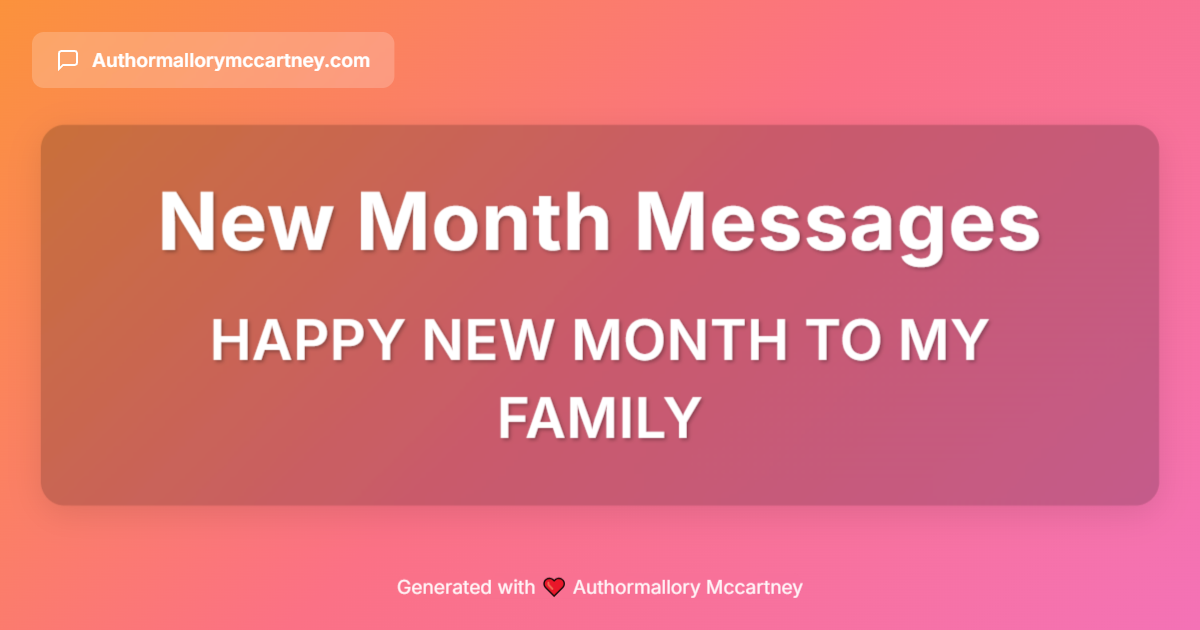 Authormallorymccartney.com
New Month Messages
HAPPY NEW MONTH TO MY
FAMILY
Generated with ❤️ Authormallory Mccartney